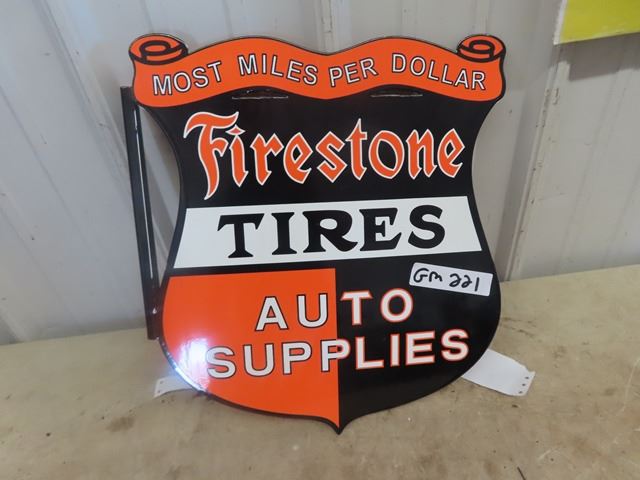 MOST MILES PER DOLLAR
Firestone
TIRES
GM 221
AUTO
SUPPLIES